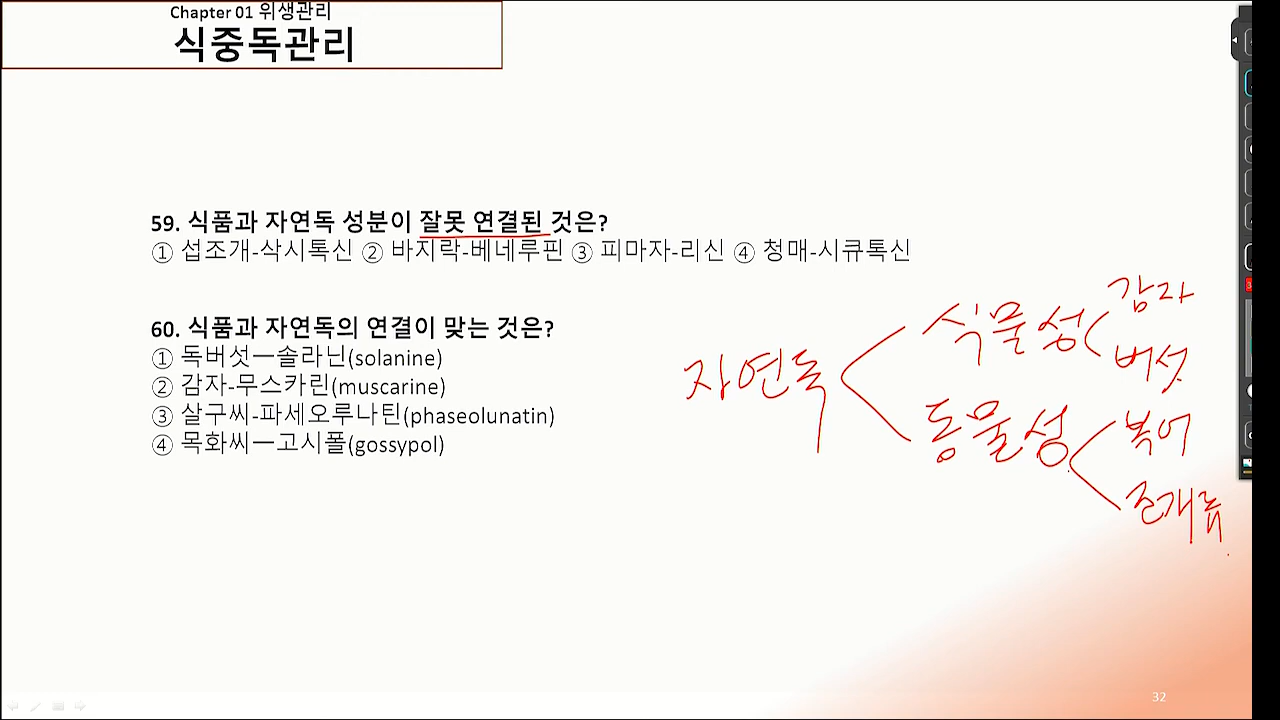 Chapter 01 위생관리
식중독관리
59. 식품과 자연독 성분이 잘못 연결된 것은?
① 섭조개-삭시톡신 ② 바지락-베네루핀 ③ 피마자-리신 ④ 청매-시큐톡신
60. 식품과 자연독의 연결이 맞는 것은?
① 독버섯—솔라닌(solanine)
② 감자-무스카린(muscarine)
③ 살구씨-파세오루나틴(phaseolunatin)
④ 목화씨—고시폴(gossypol)
자연독
식물성
감자
버섯
동물성
복어
조개류
32